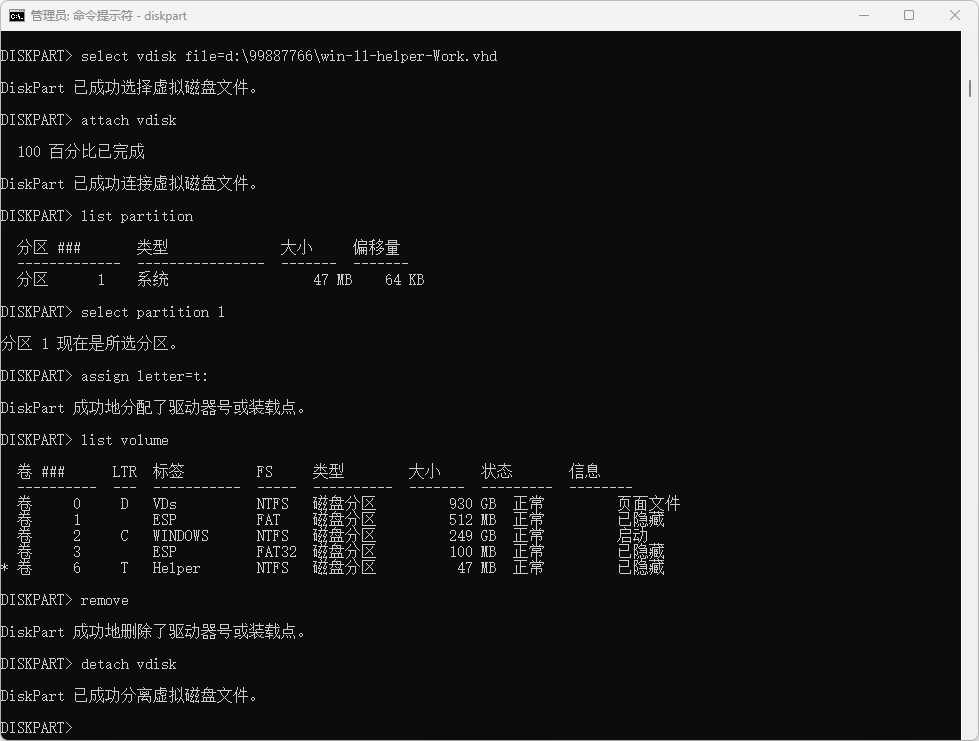 管理员: 命令提示符 - diskpart
DISKPART> select vdisk file=d:\99887766\win-11-helper-Work.vhd
DiskPart 已成功选择虚拟磁盘文件。
DISKPART> attach vdisk
100 百分比已完成
DiskPart 已成功连接虚拟磁盘文件。
DISKPART> list partition
分区 ### 类型 大小 偏移量
------------- ---------------- ------- -------
分区 1 系统 47 MB 64 KB
DISKPART> select partition 1
分区 1 现在是所选分区。
DISKPART> assign letter=t:
DiskPart 成功地分配了驱动器号或装载点。
DISKPART> list volume
卷 ### LTR 标签 FS 类型 大小 状态 信息
---------- --- ----------- ----- ---------- ------- --------- --------
卷 0 D VDs NTFS 磁盘分区 930 GB 正常 页面文件
卷 1 ESP FAT 磁盘分区 512 MB 正常 已隐藏
卷 2 C WINDOWS NTFS 磁盘分区 249 GB 正常 启动
卷 3 ESP FAT32 磁盘分区 100 MB 正常 已隐藏
* 卷 6 T Helper NTFS 磁盘分区 47 MB 正常 已隐藏
DISKPART> remove
DiskPart 成功地删除了驱动器号或装载点。
DISKPART> detach vdisk
DiskPart 已成功分离虚拟磁盘文件。
DISKPART>